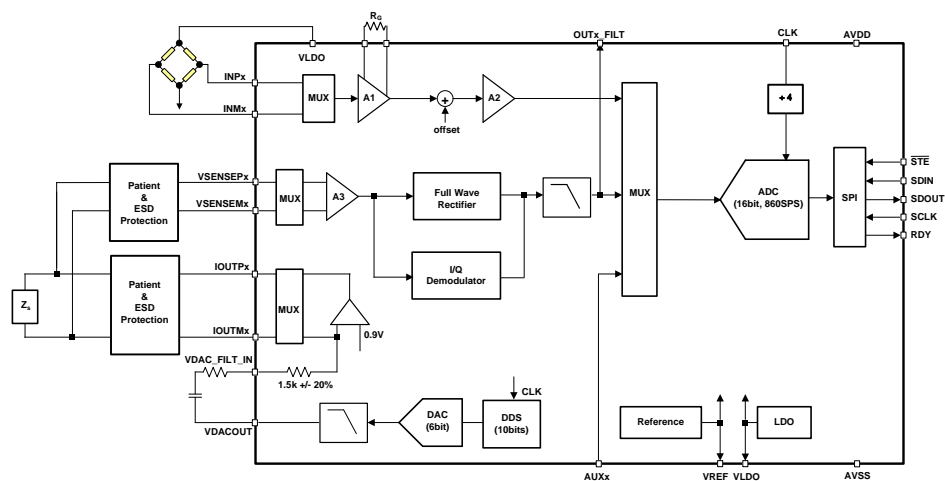 RG
OUTx_FILT
CLK
AVDD
VLDO
INPx
INMx
MUX
A1
+
offset
A2
÷4
Patient
&
ESD
Protection
VSENSEPx
VSENSEMx
MUX
A3
Full Wave
Rectifier
I/Q
Demodulator
MUX
ADC
(16bit, 860SPS)
SPI
STE
SDIN
SDOUT
SCLK
RDY
Zs
Patient
&
ESD
Protection
IOUTPx
IOUTMx
MUX
0.9V
VDAC_FILT_IN
1.5k +/- 20%
VDACOUT
DAC
(6bit)
CLK
DDS
(10bits)
Reference
LDO
AUXx
VREF
VLDO
AVSS